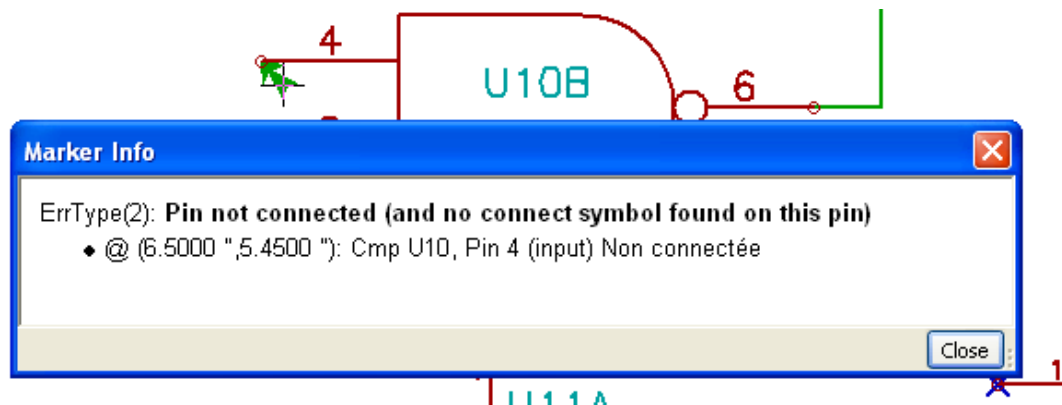 4
U10B
6
Marker Info
ErrType(2): Pin not connected (and no connect symbol found on this pin)
◆ @ (6.5000 ",5.4500 "): Cmp U10, Pin 4 (input) Non connectée
Close
1
U11A